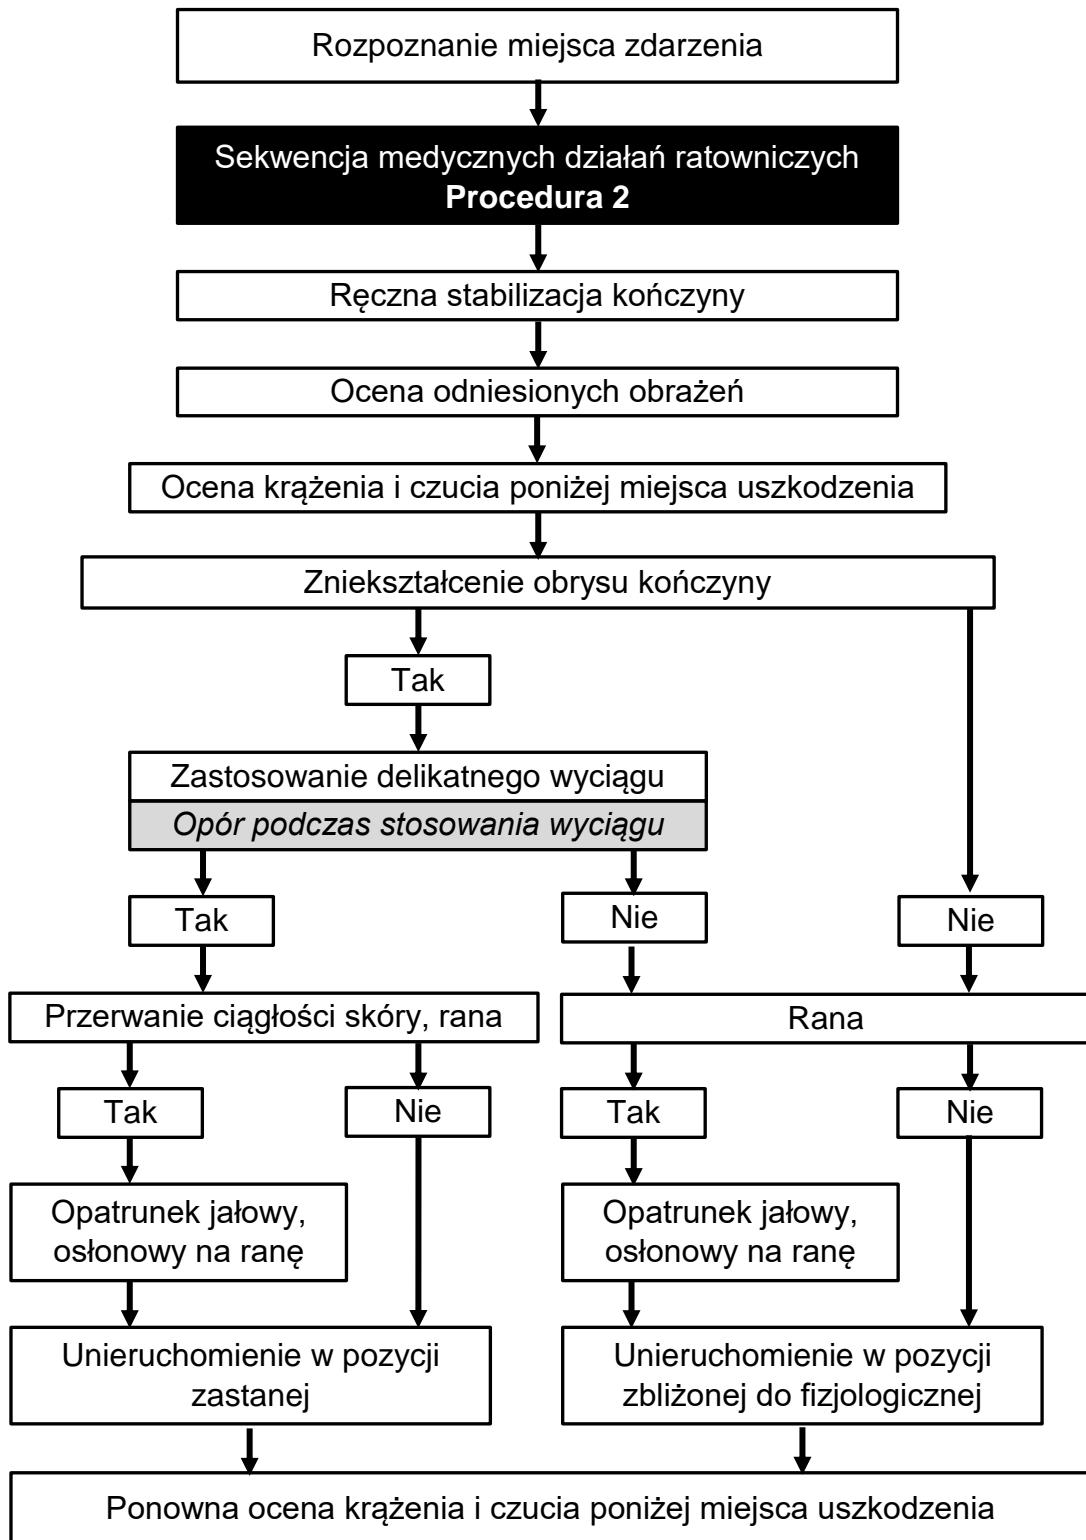 Rozpoznanie miejsca zdarzenia
Sekwencja medycznych działań ratowniczych
Procedura 2
Ręczna stabilizacja kończyny
Ocena odniesionych obrażeń
Ocena krążenia i czucia poniżej miejsca uszkodzenia
Zniekształcenie obrysu kończyny
Tak
Zastosowanie delikatnego wyciągu
Opór podczas stosowania wyciągu
Tak
Nie
Nie
Przerwanie ciągłości skóry, rana
Rana
Tak
Nie
Tak
Nie
Opatrunek jałowy,
osłonowy na ranę
Opatrunek jałowy,
osłonowy na ranę
Unieruchomienie w pozycji
zastanej
Unieruchomienie w pozycji
zbliżonej do fizjologicznej
Ponowna ocena krążenia i czucia poniżej miejsca uszkodzenia